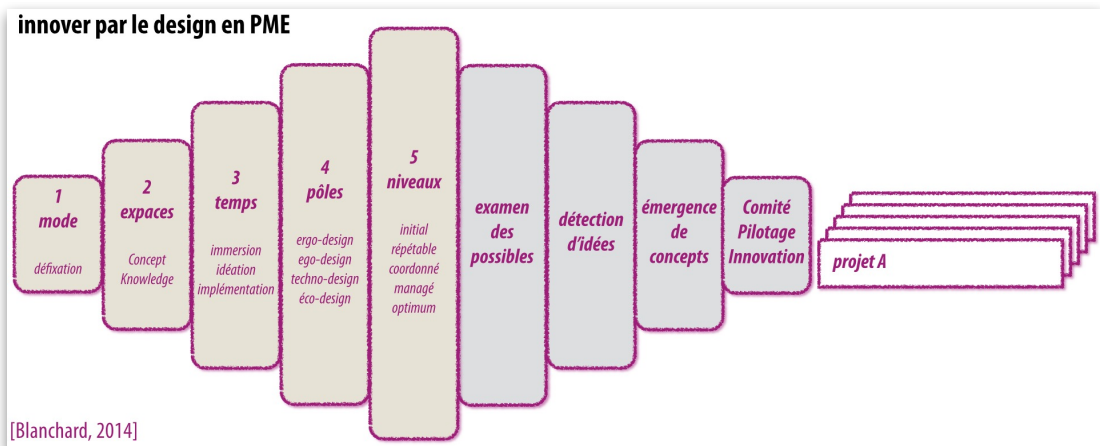 innover par le design en PME
1
mode
défixation
2
expaces
Concept
Knowledge
3
temps
immersion
idéation
implémentation
4
pôles
ergo-design
ego-design
techno-design
éco-design
5
niveaux
initial
répétable
coordonné
managé
optimum
examen
des
possibles
détection
d'idées
émergence
de
concepts
Comité
Pilotage
Innovation
projet A
[Blanchard, 2014]